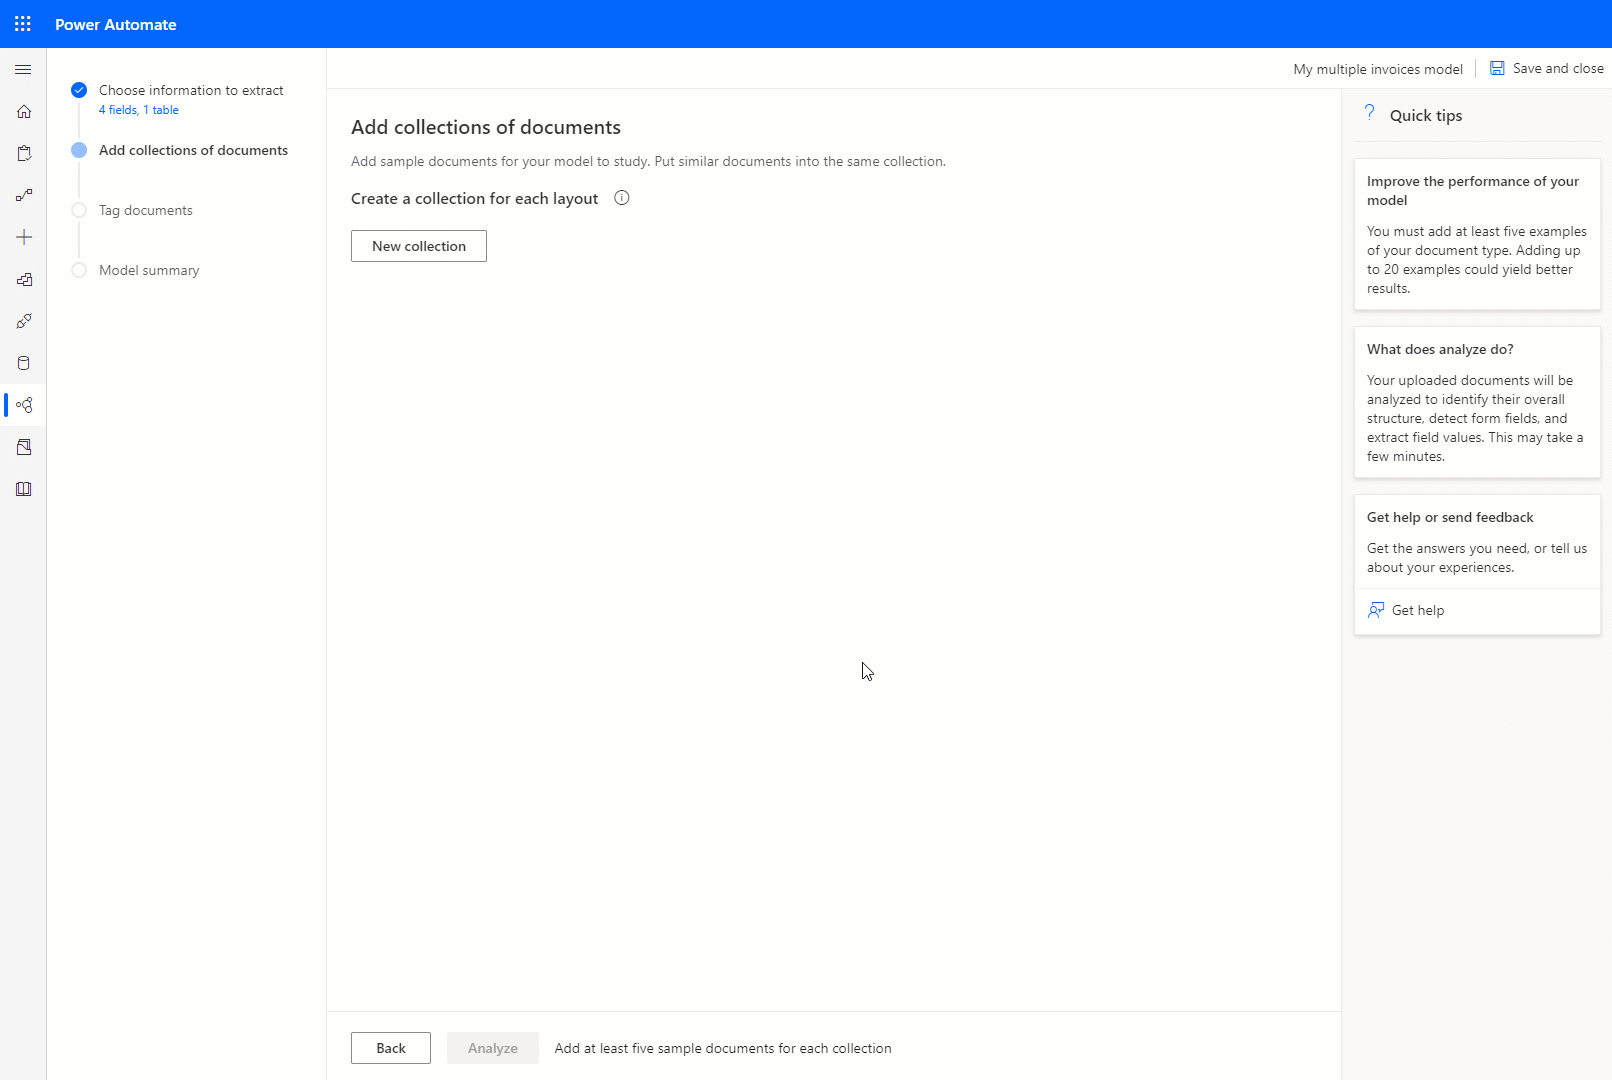 Power Automate
Choose information to extract
4 fields, 1 table
Add collections of documents
Tag documents
Model summary
My multiple invoices model
Save and close
Add collections of documents
Add sample documents for your model to study. Put similar documents into the same collection.
Create a collection for each layout
New collection
Quick tips
Improve the performance of your
model
You must add at least five examples
of your document type. Adding up
to 20 examples could yield better
results.
What does analyze do?
Your uploaded documents will be
analyzed to identify their overall
structure, detect form fields, and
extract field values. This may take a
few minutes.
Get help or send feedback
Get the answers you need, or tell us
about your experiences.
Get help
Back
Analyze
Add at least five sample documents for each collection